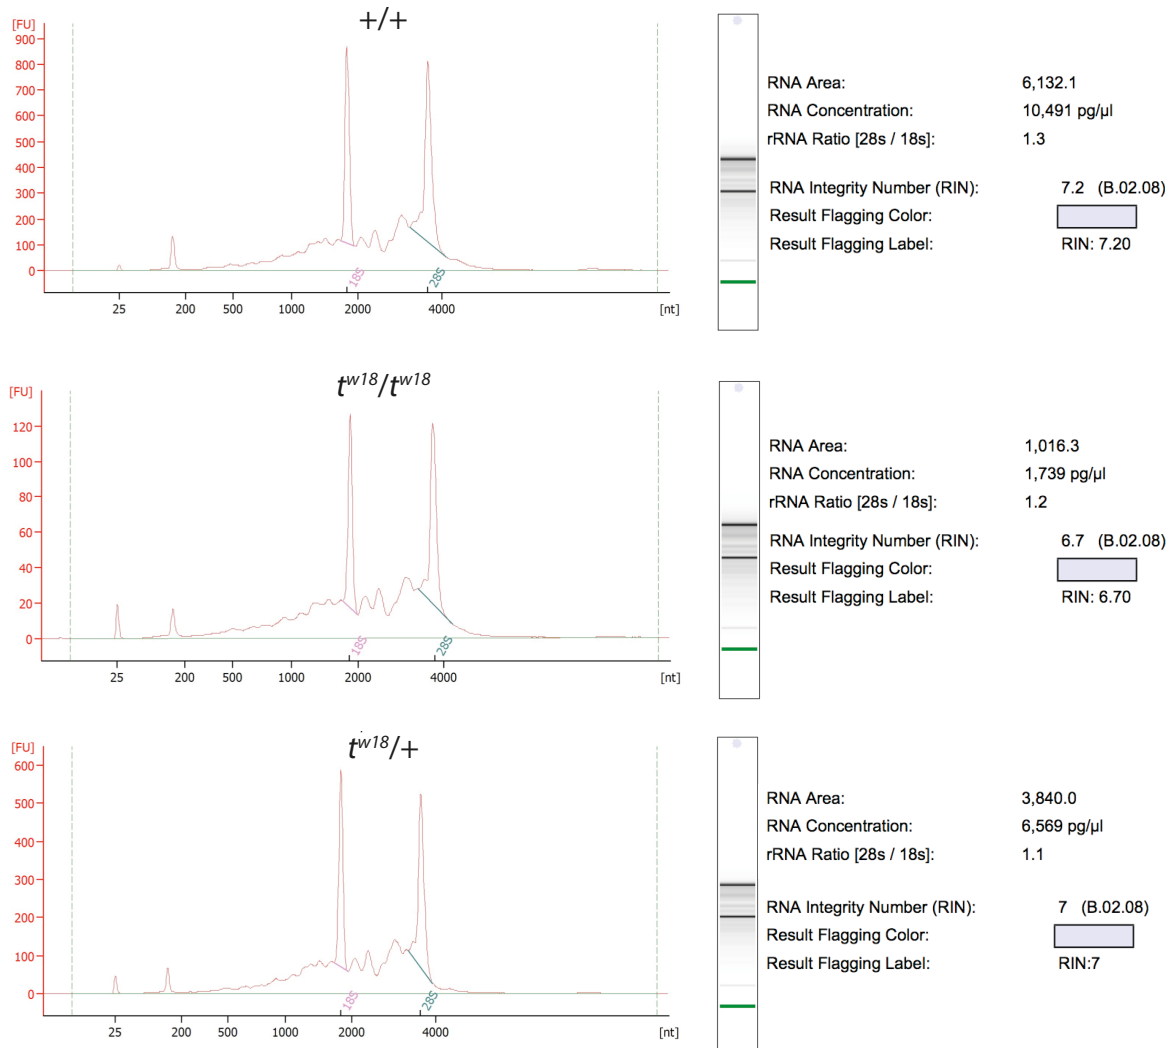 +/+
[FU]
900
800
700
600
500
400
300
200
100
0
18S
28S
25 200 500 1000 2000 4000 [nt]
RNA Area: 6,132.1
RNA Concentration: 10,491 pg/µl
rRNA Ratio [28s / 18s]: 1.3
RNA Integrity Number (RIN): 7.2 (B.02.08)
Result Flagging Color:
Result Flagging Label: RIN: 7.20
t^w18/t^w18
[FU]
120
100
80
60
40
20
0
18S
28S
25 200 500 1000 2000 4000 [nt]
RNA Area: 1,016.3
RNA Concentration: 1,739 pg/µl
rRNA Ratio [28s / 18s]: 1.2
RNA Integrity Number (RIN): 6.7 (B.02.08)
Result Flagging Color:
Result Flagging Label: RIN: 6.70
t^w18/+
[FU]
600
500
400
300
200
100
0
18S
28S
25 200 500 1000 2000 4000 [nt]
RNA Area: 3,840.0
RNA Concentration: 6,569 pg/µl
rRNA Ratio [28s / 18s]: 1.1
RNA Integrity Number (RIN): 7 (B.02.08)
Result Flagging Color:
Result Flagging Label: RIN:7